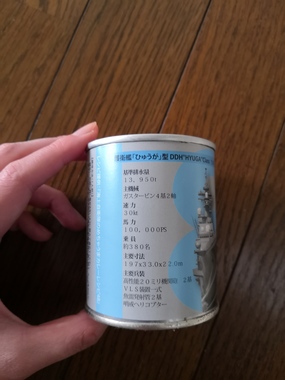 護衛艦「ひゅうが」型 DDH"HYUGA"Class
基準排水量
１３，９５０t
主機械
ガスタービン４基２軸
速 力
３０kt
馬 力
１００，０００PS
乗 員
約３８０名
主要寸法
１９７x３３.０x２２.０m
主要兵装
高性能２０ミリ機関砲 ２基
ＶＬＳ装置一式
魚雷発射管２基
哨戒ヘリコプター